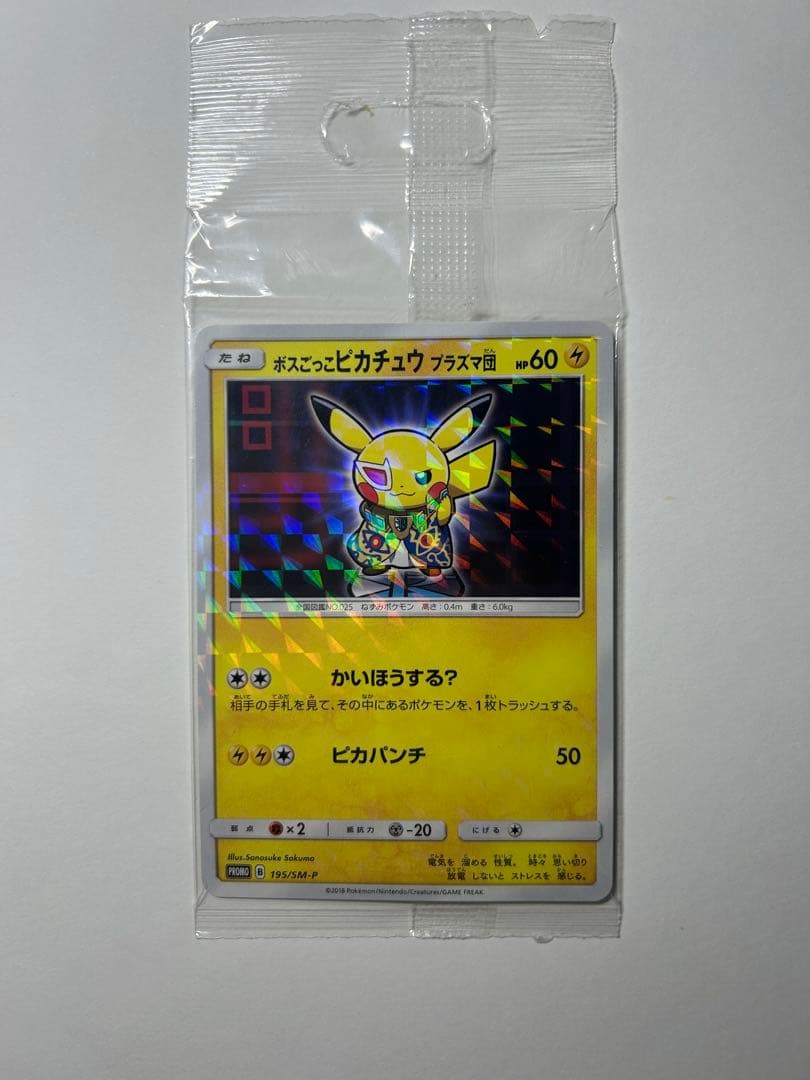 たね ボスごっこピカチュウ プラズマ団 HP60
全国図鑑NO.025 ねずみポケモン 高さ：0.4m 重さ：6.0kg
かいほうする？
相手の手札を見て、その中にあるポケモンを、1枚トラッシュする。
ピカパンチ 50
弱点 ×2 抵抗力 -20 にげる
Illus.Sanosuke Sakuma
電気を 溜める 性質。 時々 思い切り
放電 しないと ストレスを 感じる。
PROMO B 195/SM-P
©2018 Pokémon/Nintendo/Creatures/GAME FREAK.